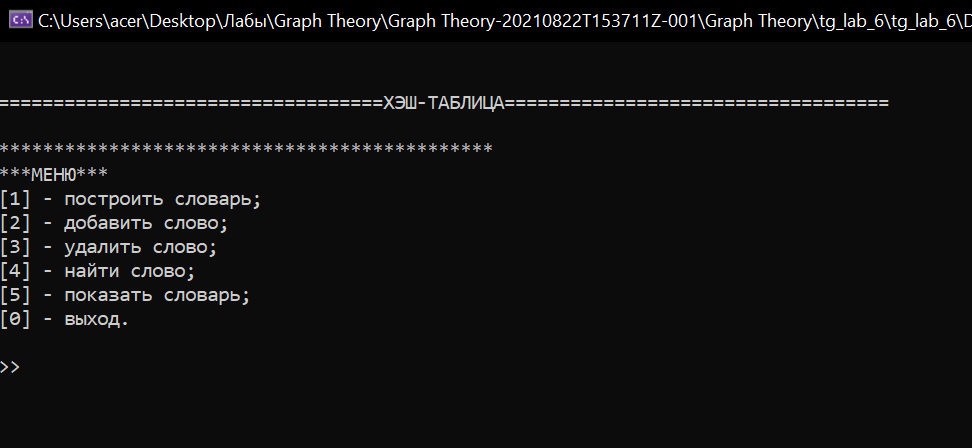 C:\Users\acer\Desktop\Лабы\Graph Theory\Graph Theory-20210822T153711Z-001\Graph Theory\tg_lab_6\tg_lab_6\D
===================================ХЭШ-ТАБЛИЦА===================================
*********************************************
***МЕНЮ***
[1] - построить словарь;
[2] - добавить слово;
[3] - удалить слово;
[4] - найти слово;
[5] - показать словарь;
[0] - выход.
>>